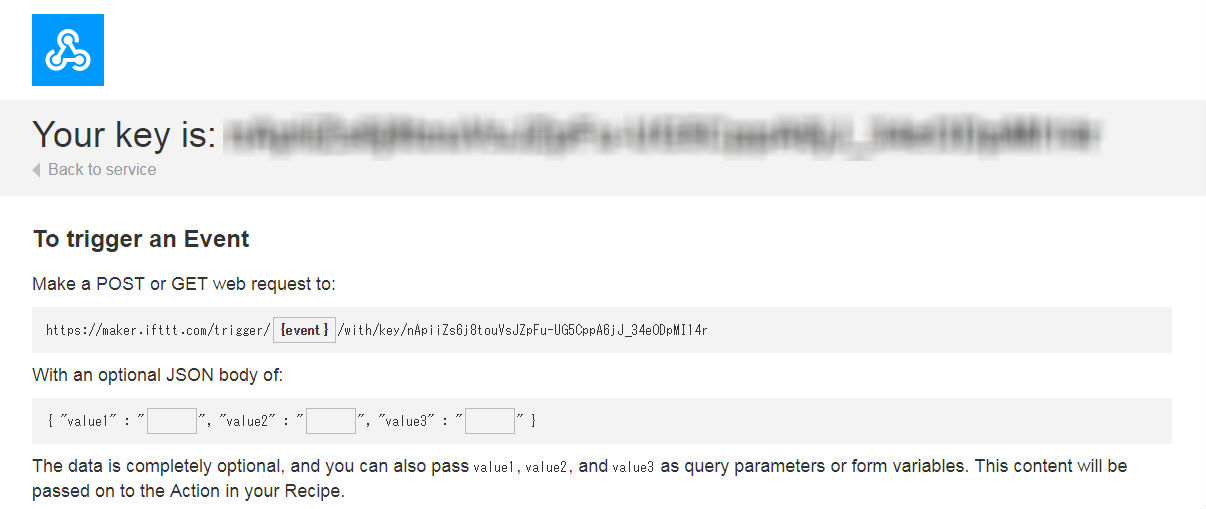 Your key is:
Back to service
To trigger an Event
Make a POST or GET web request to:
https://maker.ifttt.com/trigger/ {event} /with/key/nApiiZs6j8touVsJZpFu-UG5CppA6jJ_34eODpMI14r
With an optional JSON body of:
{ "value1" : "", "value2" : "", "value3" : "" }
The data is completely optional, and you can also pass value1, value2, and value3 as query parameters or form variables. This content will be
passed on to the Action in your Recipe.